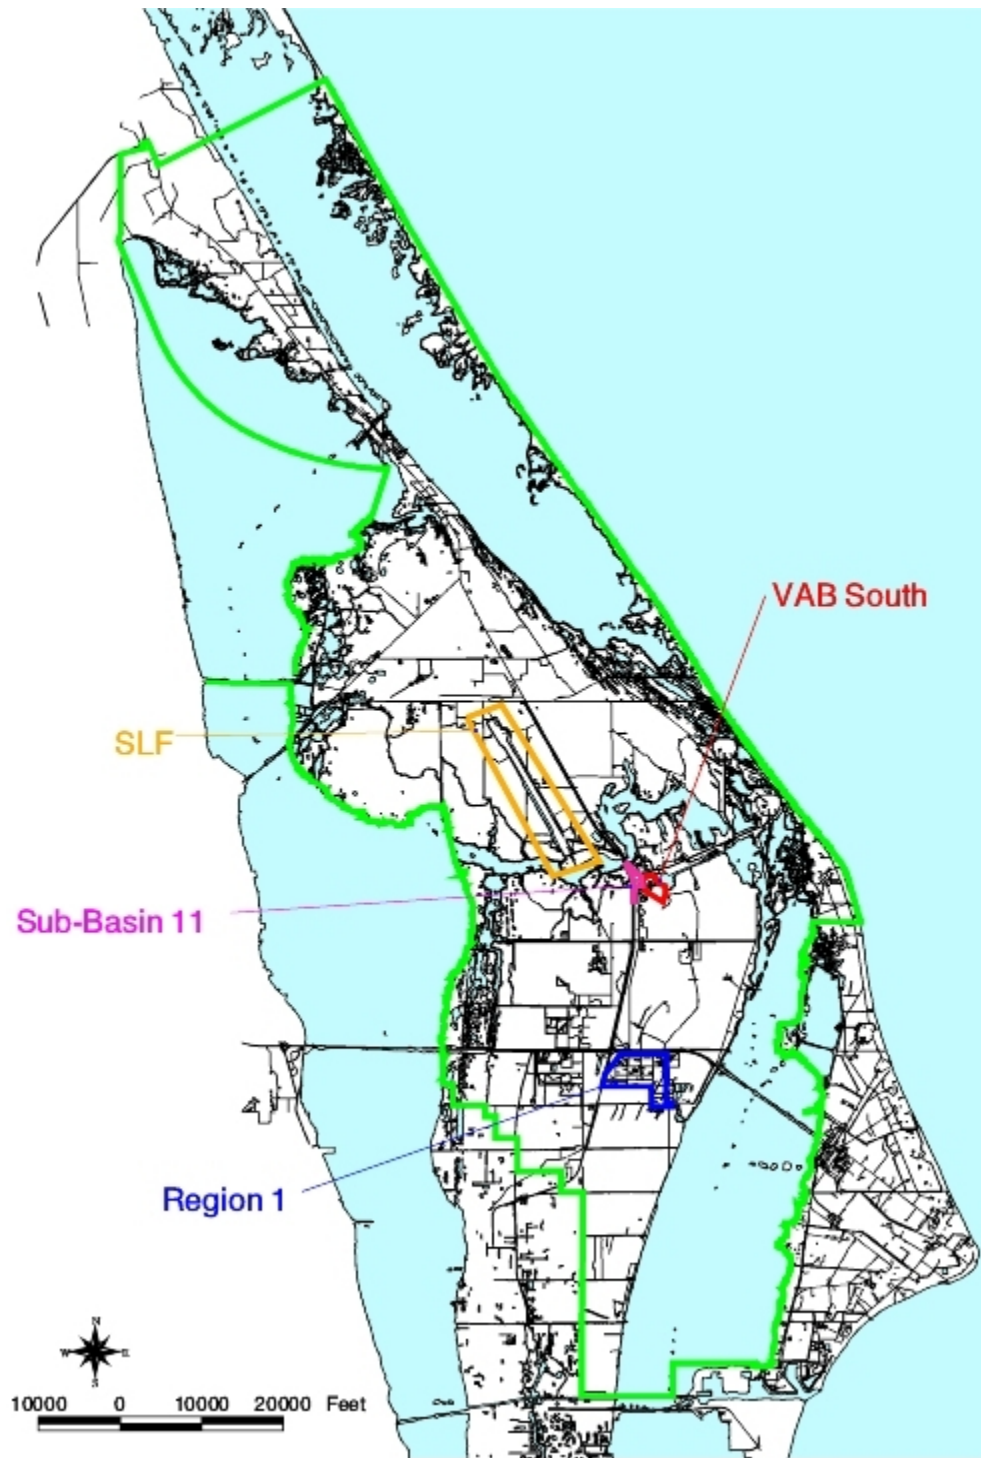 VAB South
SLF
Sub-Basin 11
Region 1
N
W E
S
10000 0 10000 20000 Feet